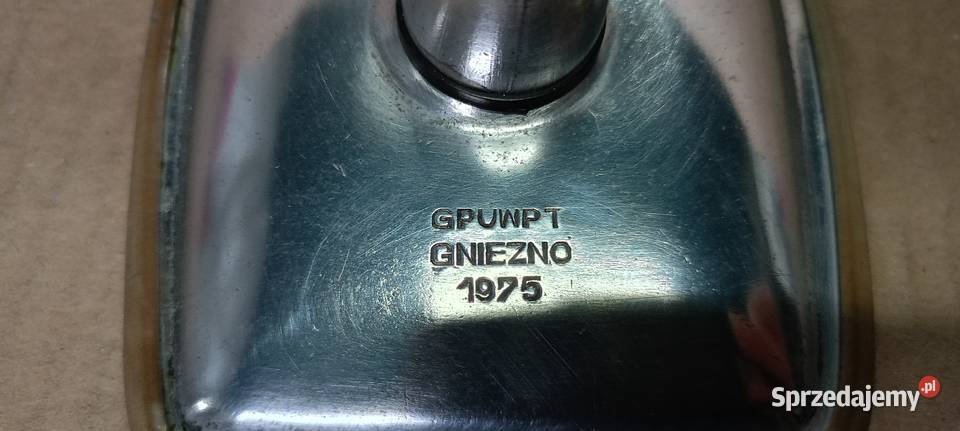 GPUWPT
GNIEZNO
1975
Sprzedajemy.pl